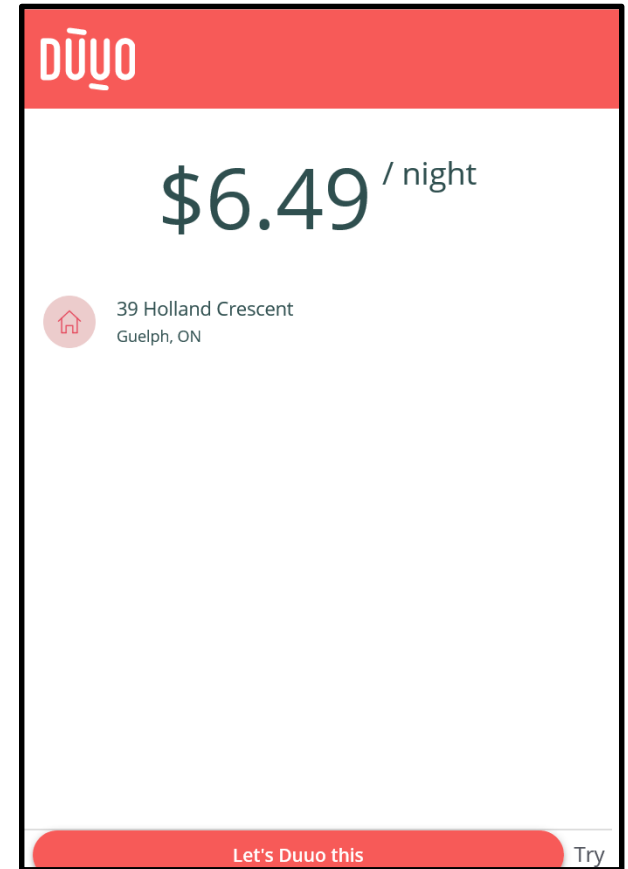 DUUO
$6.49 / night
39 Holland Crescent
Guelph, ON
Let's Duuo this
Try